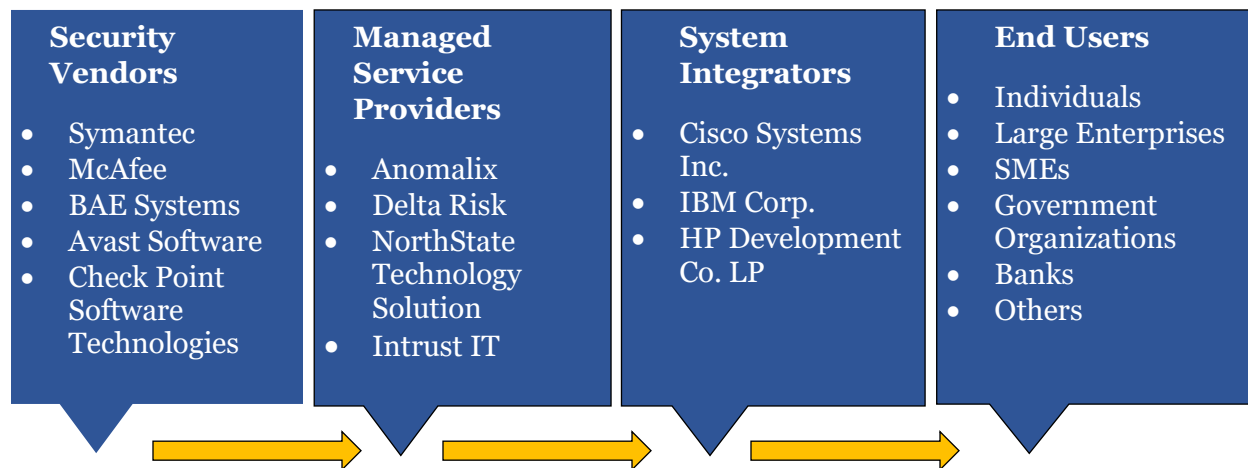 Security
Vendors
• Symantec
• McAfee
• BAE Systems
• Avast Software
• Check Point
Software
Technologies
Managed
Service
Providers
• Anomalix
• Delta Risk
• NorthState
Technology
Solution
• Intrust IT
System
Integrators
• Cisco Systems
Inc.
• IBM Corp.
• HP Development
Co. LP
End Users
• Individuals
• Large Enterprises
• SMEs
• Government
Organizations
• Banks
• Others